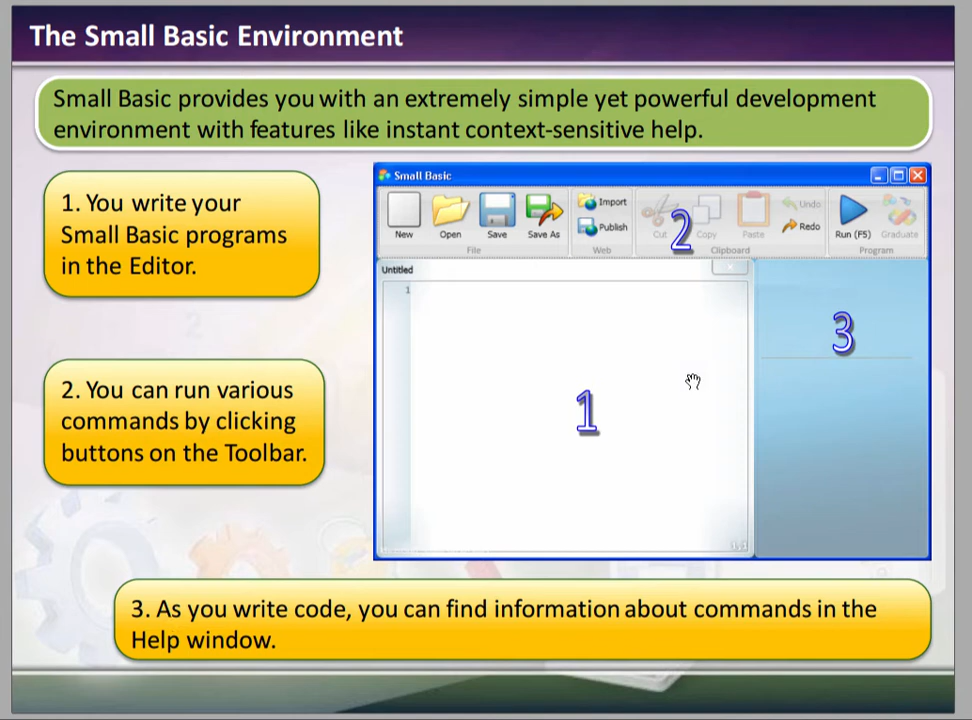 The Small Basic Environment
Small Basic provides you with an extremely simple yet powerful development
environment with features like instant context-sensitive help.
1. You write your
Small Basic programs
in the Editor.
2. You can run various
commands by clicking
buttons on the Toolbar.
Small Basic
New Open Save Save As Import Publish Cut Copy Paste Undo Redo Run (F5) Graduate
File Web Clipboard Program
2
Untitled
1
3
1
1,1
3. As you write code, you can find information about commands in the
Help window.